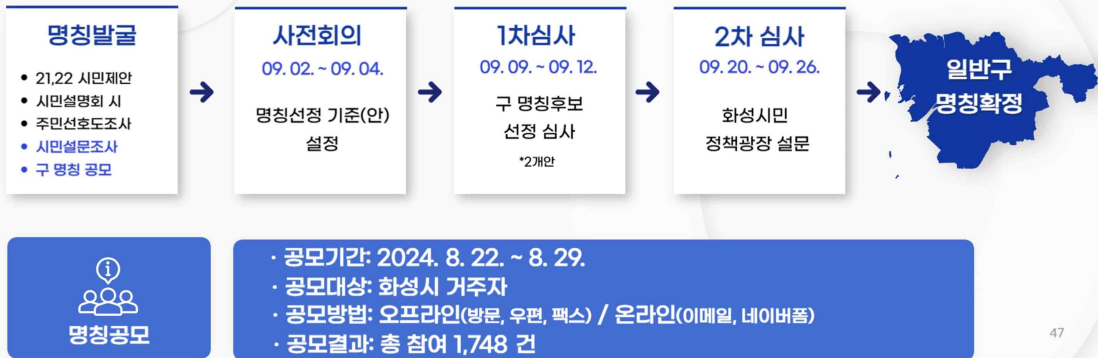 명칭발굴
• 21,22 시민제안
• 시민설명회 시
• 주민선호도조사
• 시민설문조사
• 구 명칭 공모
사전회의
09. 02. ~ 09. 04.
명칭선정 기준(안)
설정
1차심사
09. 09. ~ 09. 12.
구 명칭후보
선정 심사
*2개안
2차 심사
09. 20. ~ 09. 26.
화성시민
정책광장 설문
일반구
명칭확정
명칭공모
· 공모기간: 2024. 8. 22. ~ 8. 29.
· 공모대상: 화성시 거주자
· 공모방법: 오프라인(방문, 우편, 팩스) / 온라인(이메일, 네이버폼)
· 공모결과: 총 참여 1,748 건
47